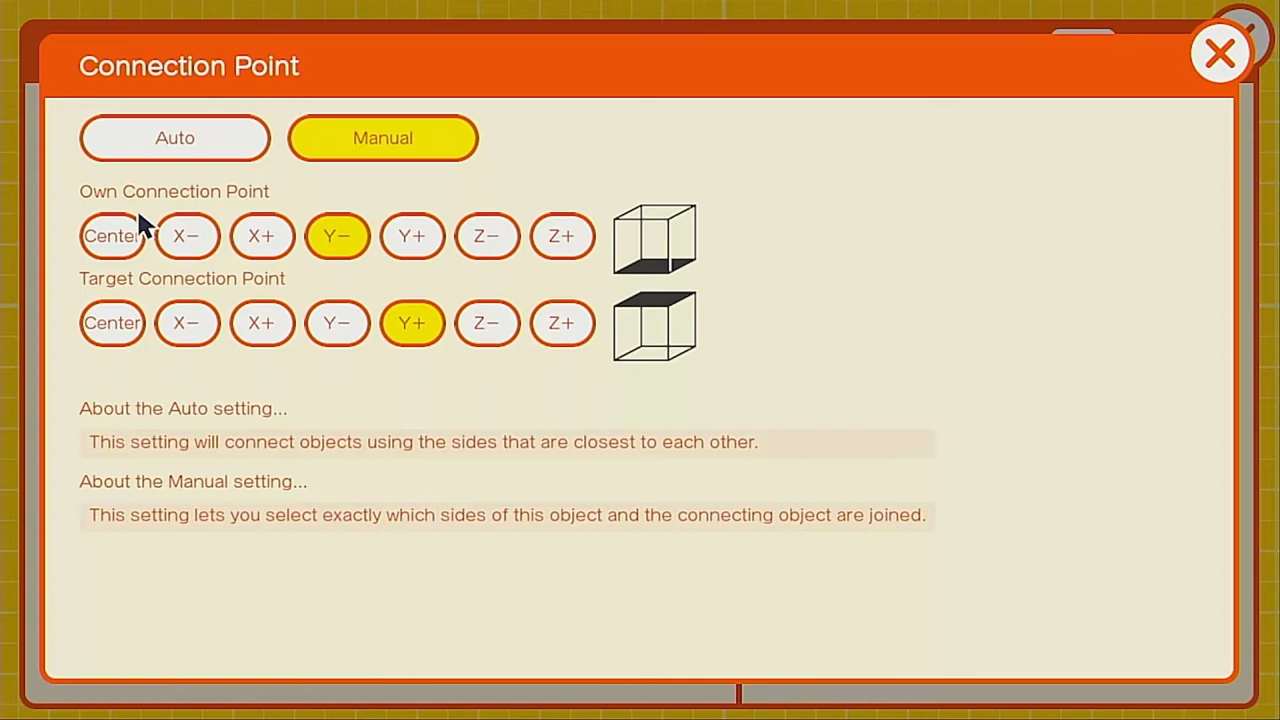 Connection Point
Auto Manual
Own Connection Point
Center X− X+ Y− Y+ Z− Z+
Target Connection Point
Center X− X+ Y− Y+ Z− Z+
About the Auto setting...
This setting will connect objects using the sides that are closest to each other.
About the Manual setting...
This setting lets you select exactly which sides of this object and the connecting object are joined.